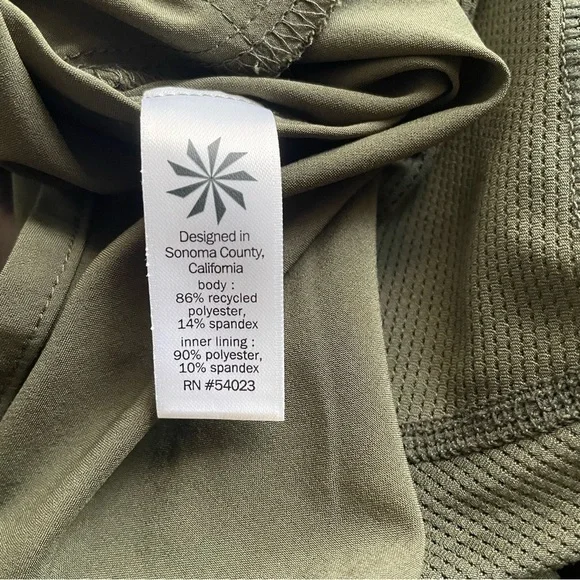 Designed in
Sonoma County,
California
body :
86% recycled
polyester,
14% spandex
inner lining :
90% polyester,
10% spandex
RN #54023